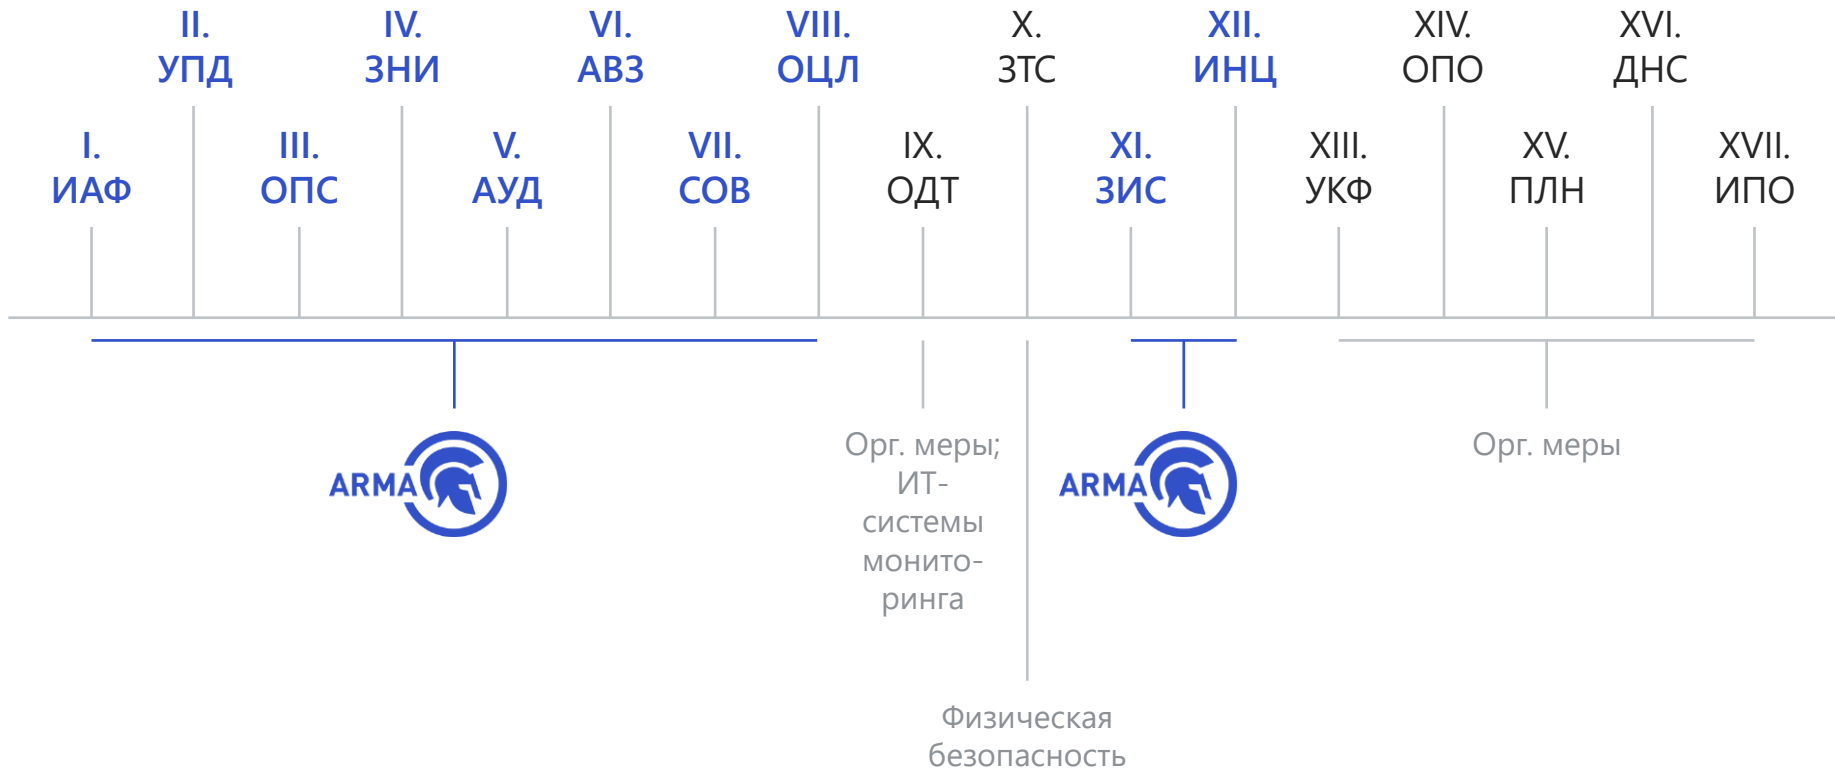 II.
УПД
IV.
ЗНИ
VI.
АВЗ
VIII.
ОЦЛ
X.
ЗТС
XII.
ИНЦ
XIV.
ОПО
XVI.
ДНС
I.
ИАФ
III.
ОПС
V.
АУД
VII.
СОВ
IX.
ОДТ
XI.
ЗИС
XIII.
УКФ
XV.
ПЛН
XVII.
ИПО
ARMA
Орг. меры;
ИТ-
системы
монито-
ринга
ARMA
Орг. меры
Физическая
безопасность